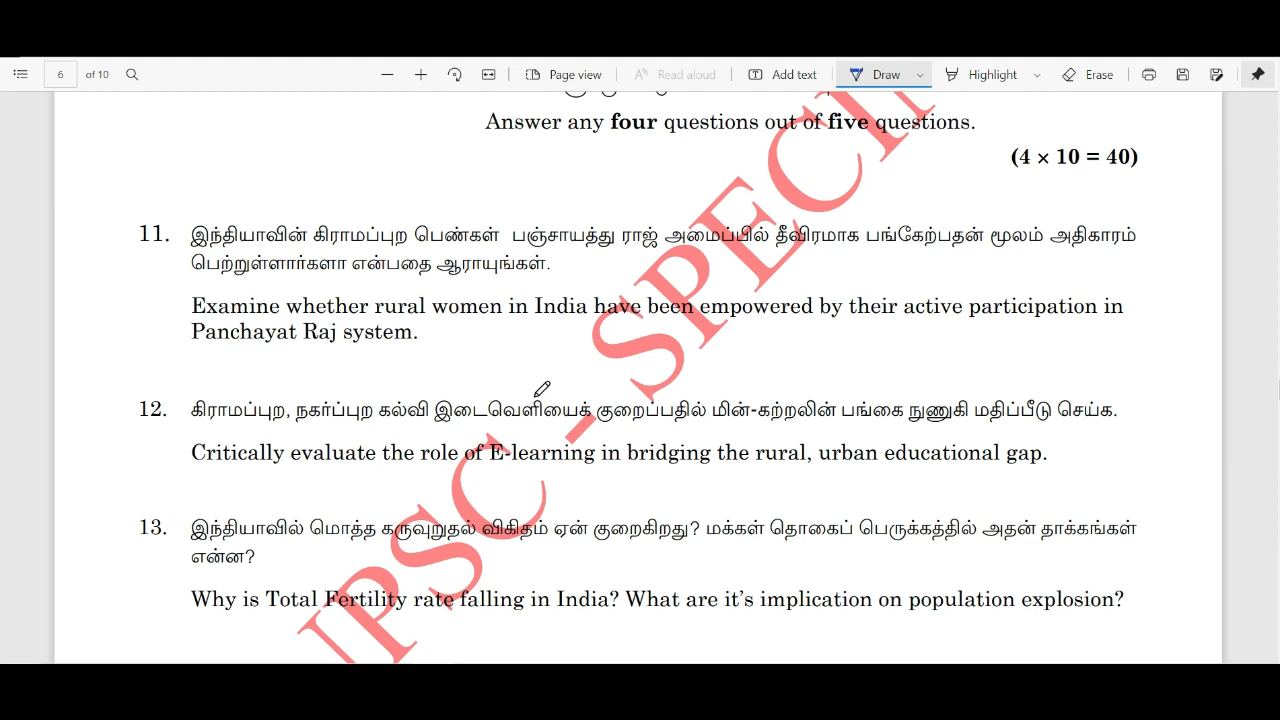 6 of 10 Page view Read aloud Add text Draw Highlight Erase
Answer any four questions out of five questions.
(4 × 10 = 40)
11. இந்தியாவின் கிராமப்புற பெண்கள் பஞ்சாயத்து ராஜ் அமைப்பில் தீவிரமாக பங்கேற்பதன் மூலம் அதிகாரம்
பெற்றுள்ளார்களா என்பதை ஆராயுங்கள்.
Examine whether rural women in India have been empowered by their active participation in
Panchayat Raj system.
12. கிராமப்புற, நகர்ப்புற கல்வி இடைவெளியைக் குறைப்பதில் மின்-கற்றலின் பங்கை நுணுகி மதிப்பீடு செய்க.
Critically evaluate the role of E-learning in bridging the rural, urban educational gap.
13. இந்தியாவில் மொத்த கருவுறுதல் விகிதம் ஏன் குறைகிறது? மக்கள் தொகைப் பெருக்கத்தில் அதன் தாக்கங்கள்
என்ன?
Why is Total Fertility rate falling in India? What are it's implication on population explosion?